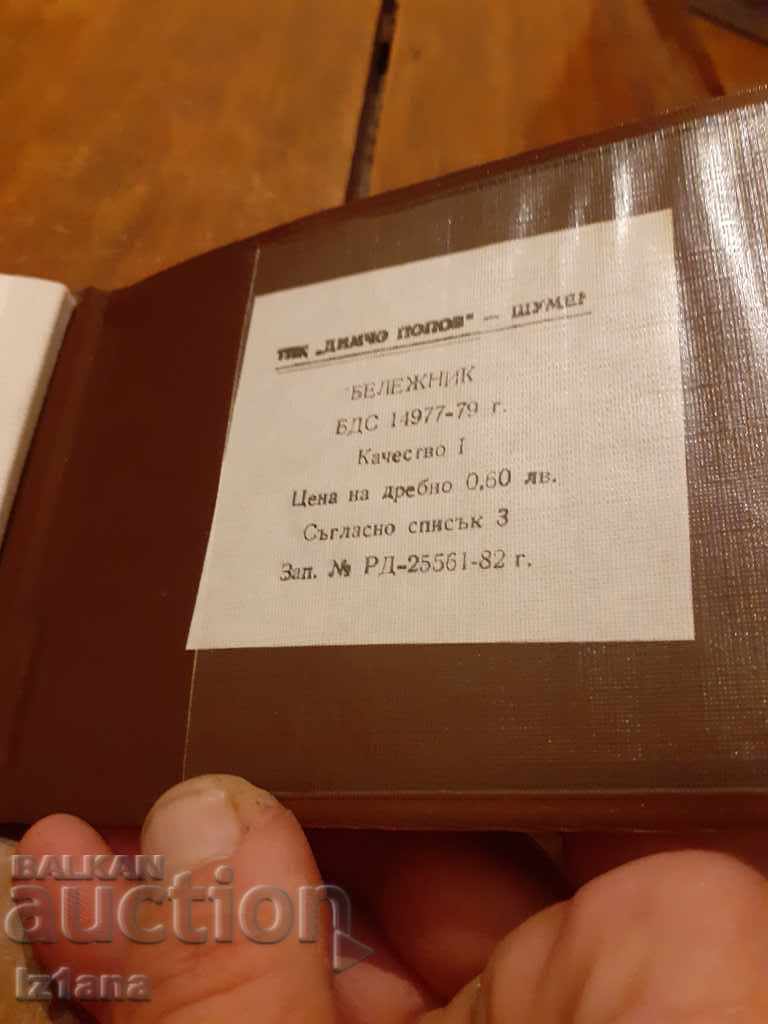 ТПК „ДИМЧО ПОПОВ" — ШУМЕН
БЕЛЕЖНИК
БДС 14977-79 г.
Качество I
Цена на дребно 0,60 лв.
Съгласно списък 3
Зап. № РД-25561-82 г.
BALKAN
auction
Iz1ana